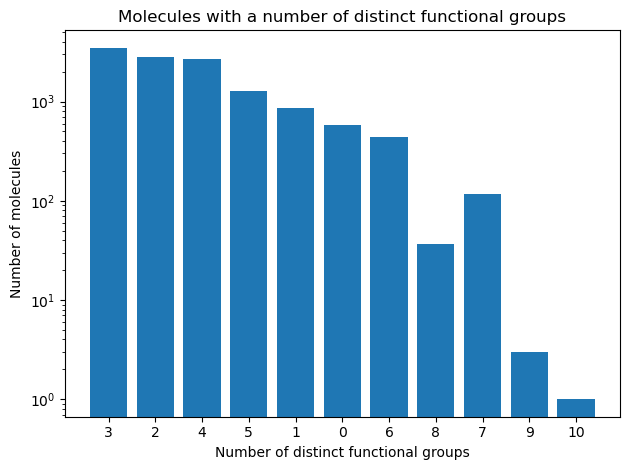 Molecules with a number of distinct functional groups
Number of molecules
10³
10²
10¹
10⁰
3 2 4 5 1 0 6 8 7 9 10
Number of distinct functional groups